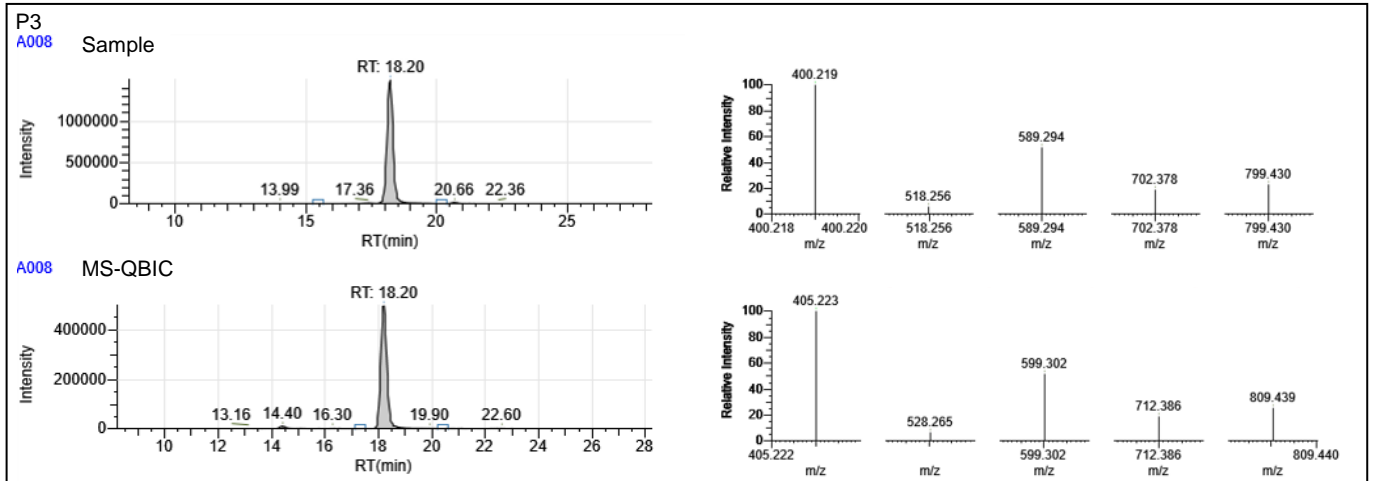 P3
A008 Sample
RT: 18.20
Intensity
1000000
500000
0
13.99 17.36 20.66 22.36
10 15 20 25
RT(min)
Relative Intensity
100
80
60
40
20
0
400.219
518.256
589.294
702.378
799.430
400.218 400.220 518.256 589.294 702.378 799.430
m/z m/z m/z m/z m/z
A008 MS-QBIC
RT: 18.20
Intensity
400000
200000
0
13.16 14.40 16.30 19.90 22.60
10 12 14 16 18 20 22 24 26 28
RT(min)
Relative Intensity
100
80
60
40
20
0
405.223
528.265
599.302
712.386
809.439
405.222 599.302 712.386 809.440
m/z m/z m/z m/z m/z